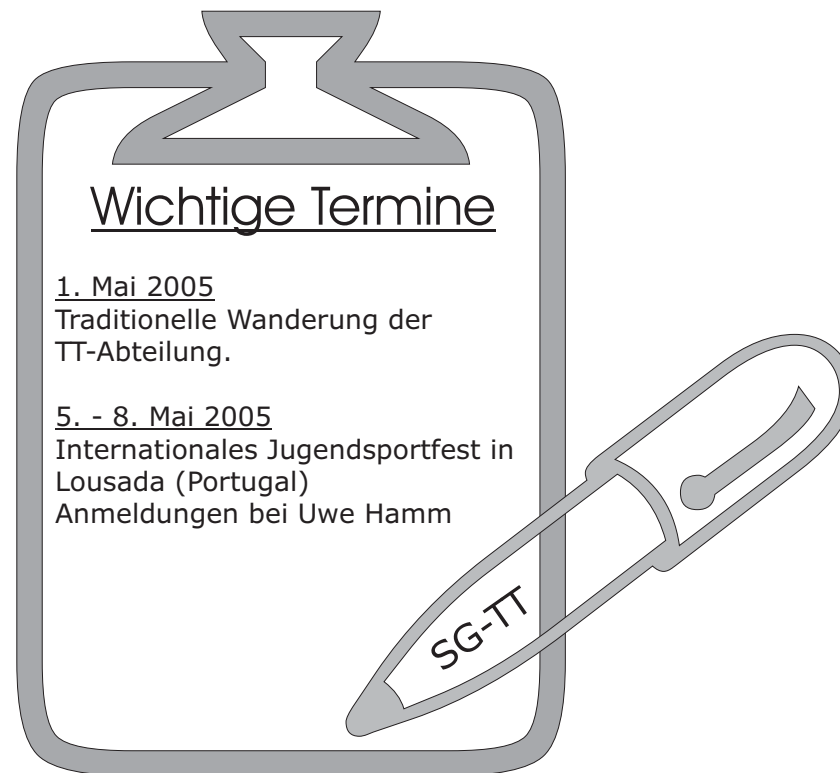 Wichtige Termine
1. Mai 2005
Traditionelle Wanderung der
TT-Abteilung.
5. - 8. Mai 2005
Internationales Jugendsportfest in
Lousada (Portugal)
Anmeldungen bei Uwe Hamm
SG-TT